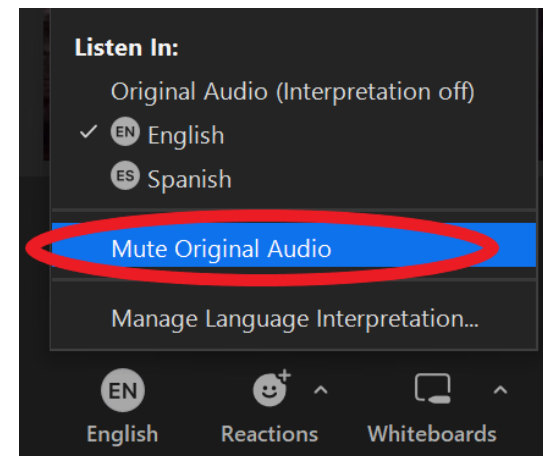 Listen In:
Original Audio (Interpretation off)
EN English
ES Spanish
Mute Original Audio
Manage Language Interpretation...
EN
English Reactions Whiteboards